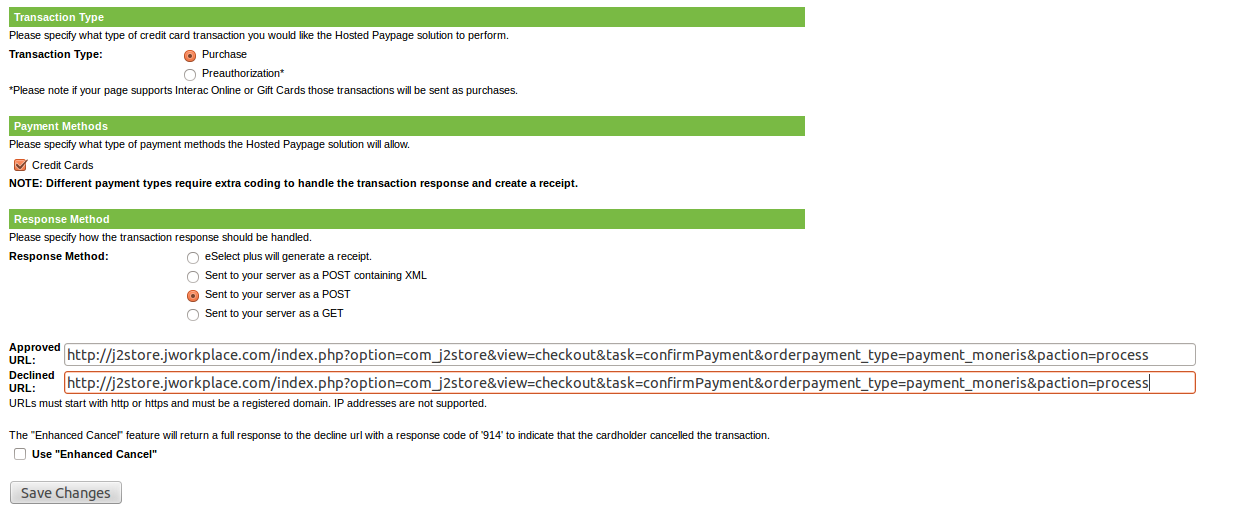 Transaction Type
Please specify what type of credit card transaction you would like the Hosted Paypage solution to perform.
Transaction Type: Purchase
Preauthorization*
*Please note if your page supports Interac Online or Gift Cards those transactions will be sent as purchases.
Payment Methods
Please specify what type of payment methods the Hosted Paypage solution will allow.
Credit Cards
NOTE: Different payment types require extra coding to handle the transaction response and create a receipt.
Response Method
Please specify how the transaction response should be handled.
Response Method: eSelect plus will generate a receipt.
Sent to your server as a POST containing XML
Sent to your server as a POST
Sent to your server as a GET
Approved
URL: http://j2store.jworkplace.com/index.php?option=com_j2store&view=checkout&task=confirmPayment&orderpayment_type=payment_moneris&paction=process
Declined
URL: http://j2store.jworkplace.com/index.php?option=com_j2store&view=checkout&task=confirmPayment&orderpayment_type=payment_moneris&paction=process
URLs must start with http or https and must be a registered domain. IP addresses are not supported.
The "Enhanced Cancel" feature will return a full response to the decline url with a response code of '914' to indicate that the cardholder cancelled the transaction.
Use "Enhanced Cancel"
Save Changes